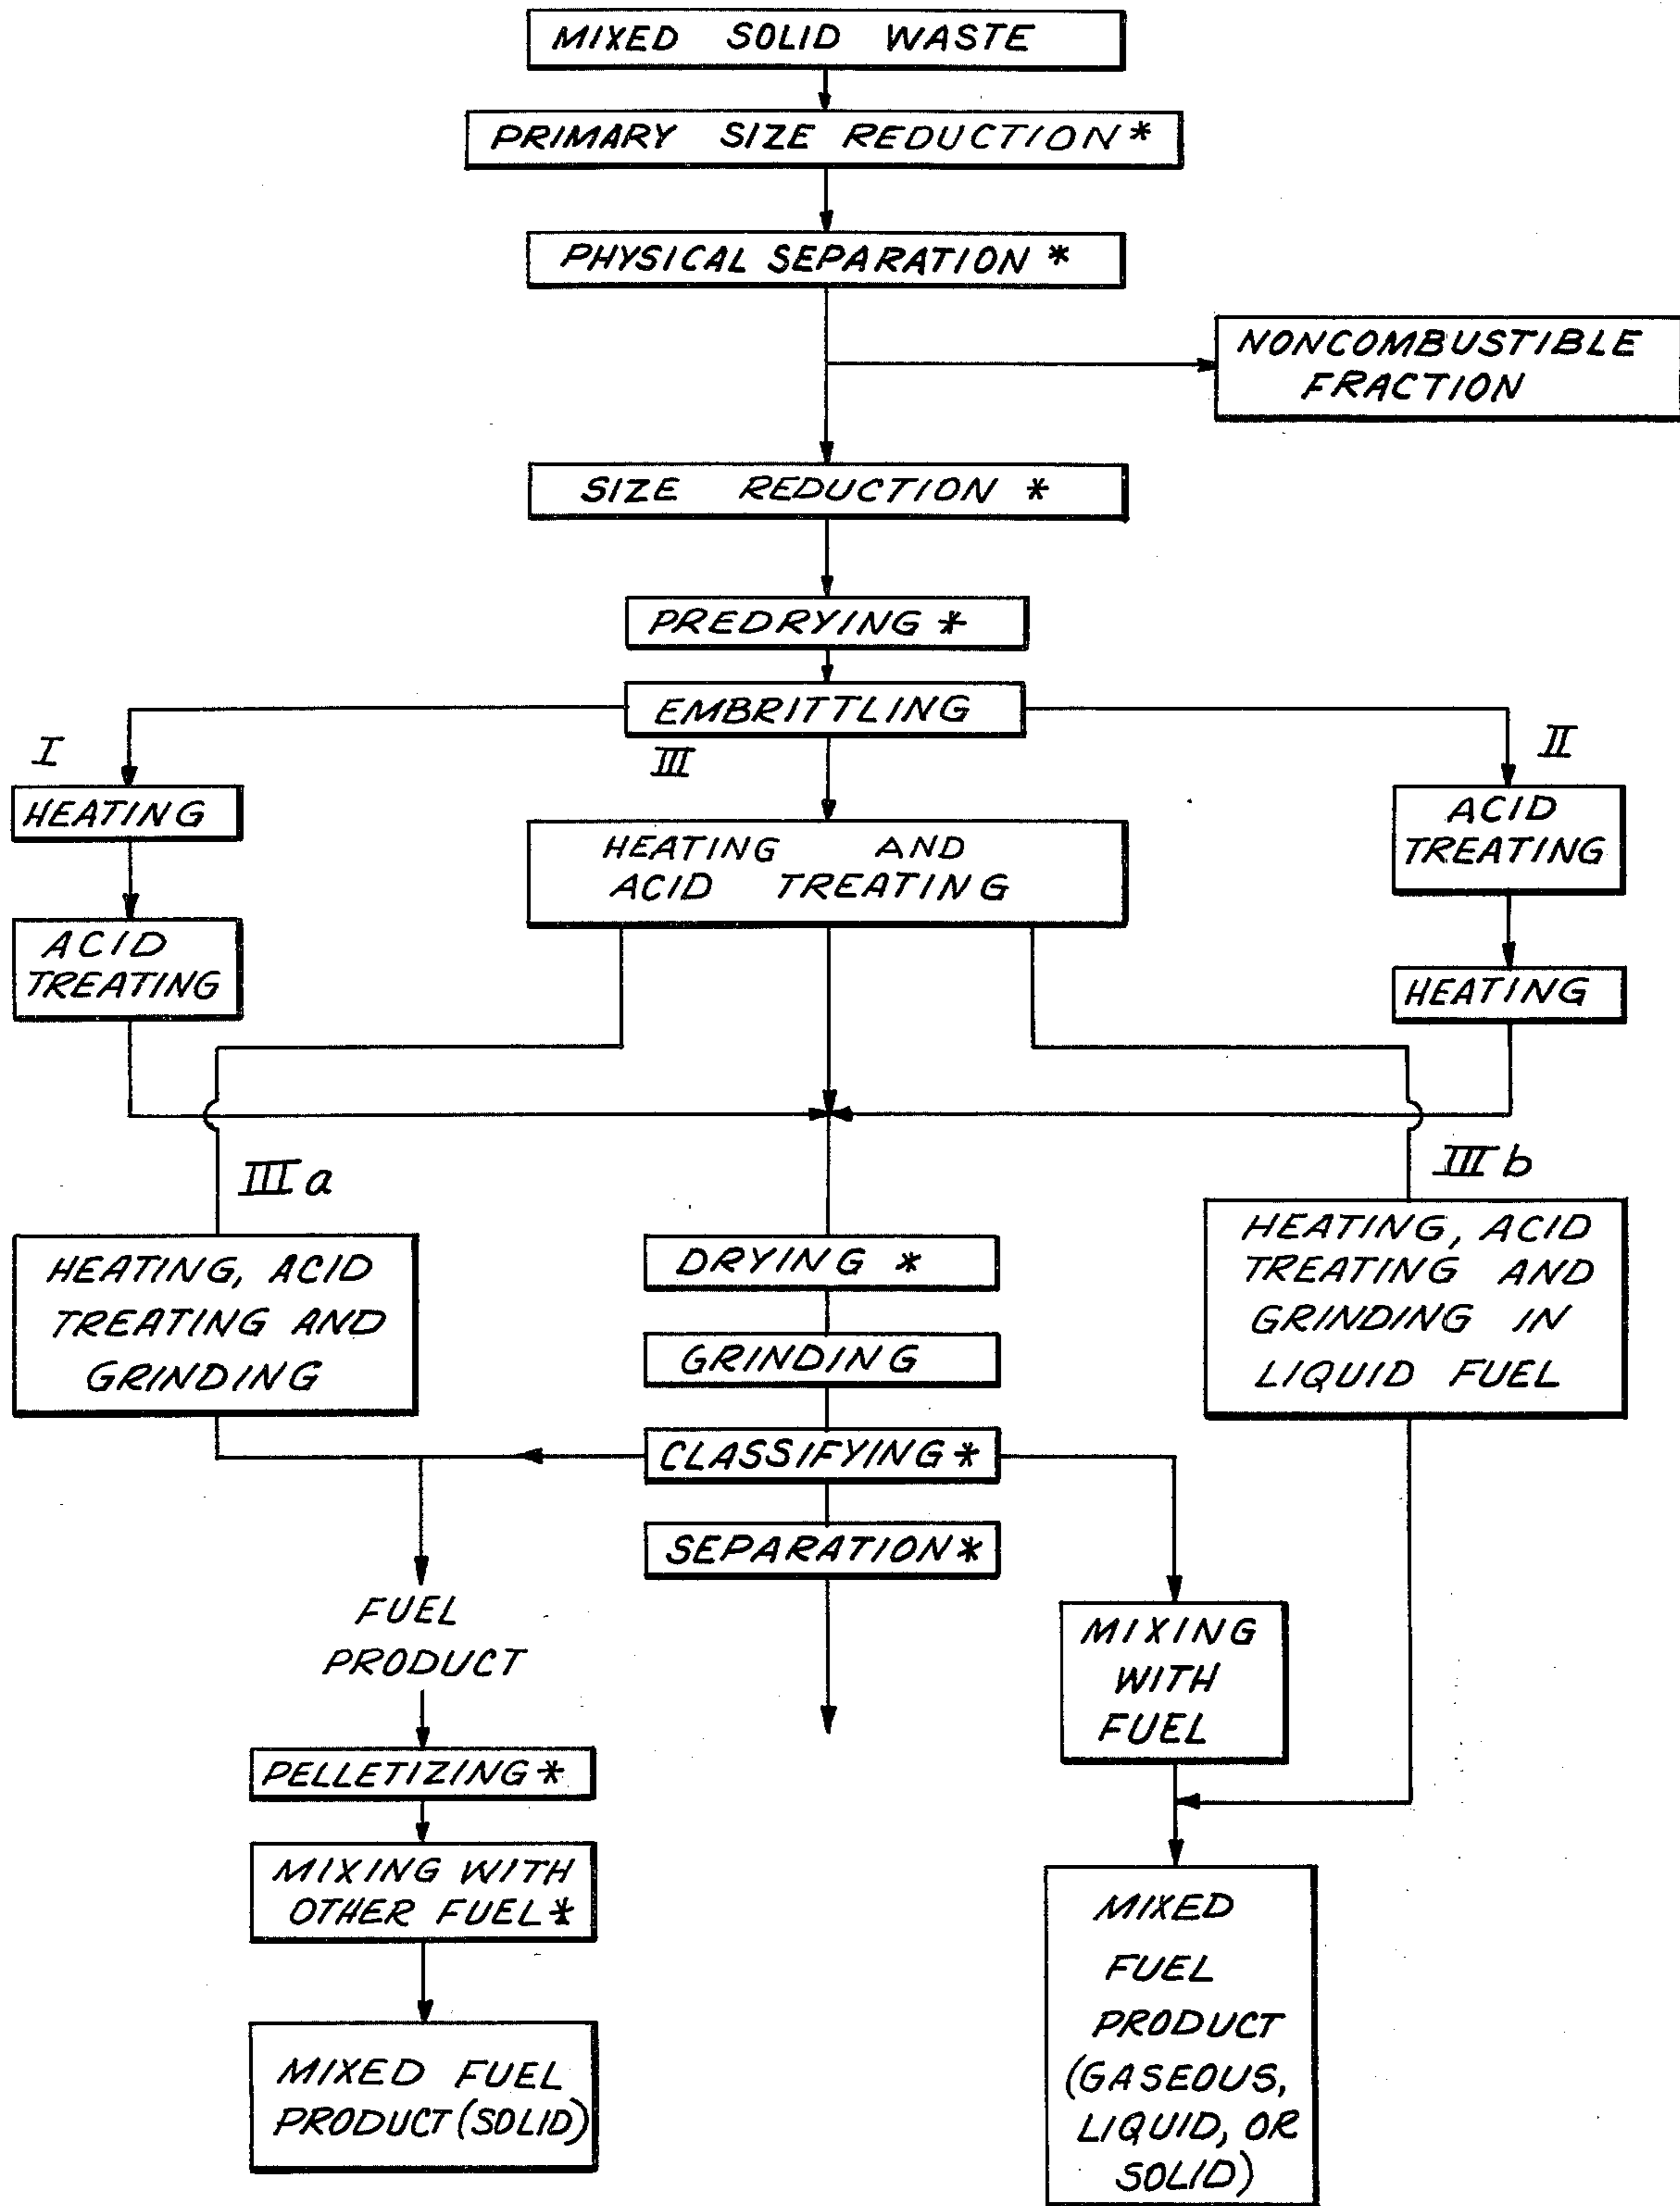 MIXED SOLID WASTE
PRIMARY SIZE REDUCTION*
PHYSICAL SEPARATION *
NONCOMBUSTIBLE
FRACTION
SIZE REDUCTION *
PREDRYING *
EMBRITTLING
I
III
II
HEATING
ACID
TREATING
HEATING AND
ACID TREATING
ACID
TREATING
HEATING
IIIa
IIIb
HEATING, ACID
TREATING AND
GRINDING
DRYING *
GRINDING
CLASSIFYING *
SEPARATION *
HEATING, ACID
TREATING AND
GRINDING IN
LIQUID FUEL
FUEL
PRODUCT
PELLETIZING *
MIXING WITH
OTHER FUEL *
MIXED FUEL
PRODUCT (SOLID)
MIXING
WITH
FUEL
MIXED
FUEL
PRODUCT
(GASEOUS,
LIQUID, OR
SOLID)